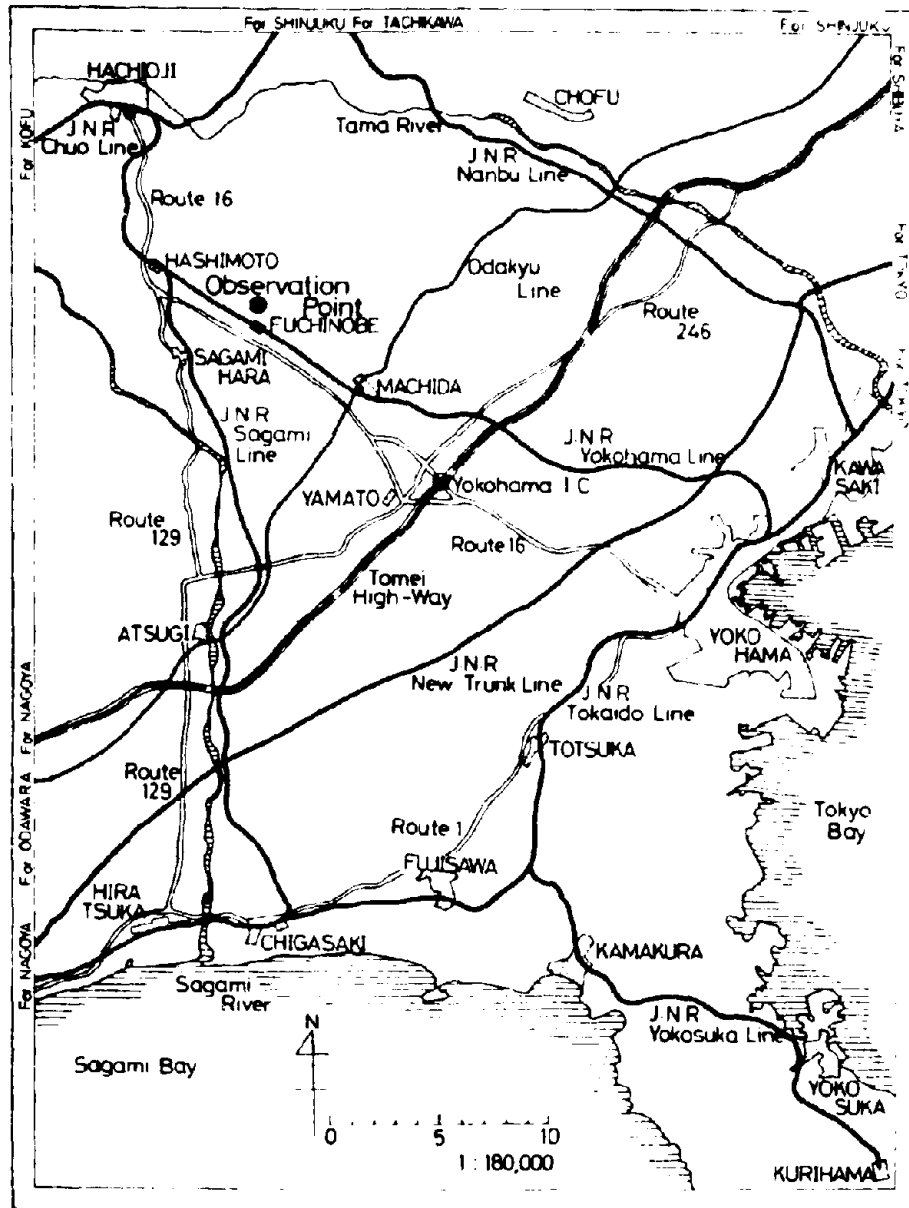 For SHINJUKU For TACHIKAWA
For SHINJUKU
For KOFU
HACHIOJI
CHOFU
J.N.R
Chuo Line
Tama River
J.N.R
Nanbu Line
Route 16
HASHIMOTO
Observation
Point
FUCHINOBE
Odakyu
Line
Route
246
SAGAMI
HARA
MACHIDA
J.N.R
Sagami
Line
J.N.R
Yokohama Line
KAWA
SAKI
YAMATO
Yokohama I C
Route
129
Route 16
Tomei
High-Way
ATSUGI
YOKO
HAMA
J.N.R
New Trunk Line
J.N.R
Tokaido Line
For NAGOYA
TOTSUKA
Route
129
Tokyo
Bay
For ODAWARA
Route 1
FUJISAWA
HIRA
TSUKA
CHIGASAKI
KAMAKURA
For NAGOYA
Sagami
River
N
J.N.R
Yokosuka Line
Sagami Bay
YOKO
SUKA
0 5 10
1 : 180,000
KURIHAMA